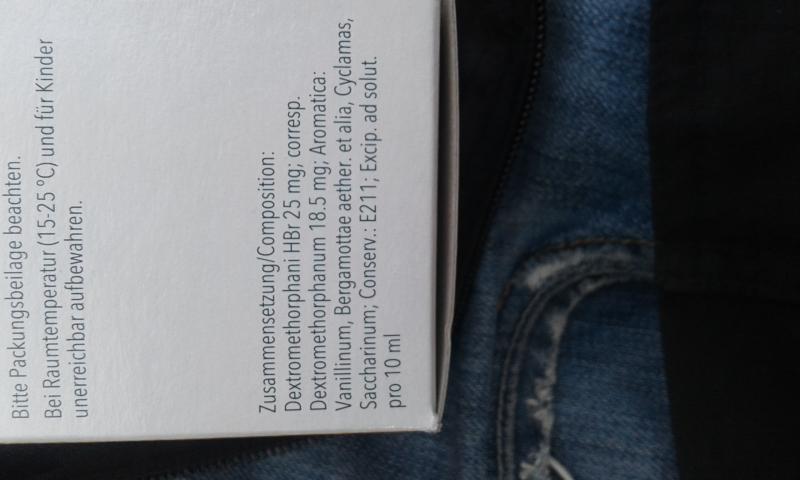 Bitte Packungsbeilage beachten.
Bei Raumtemperatur (15-25 °C) und für Kinder
unerreichbar aufbewahren.
Zusammensetzung/Composition:
Dextromethorphani HBr 25 mg; corresp.
Dextromethorphanum 18.5 mg; Aromatica:
Vanillinum, Bergamottae aether. et alia, Cyclamas,
Saccharinum; Conserv.: E211; Excip. ad solut.
pro 10 ml